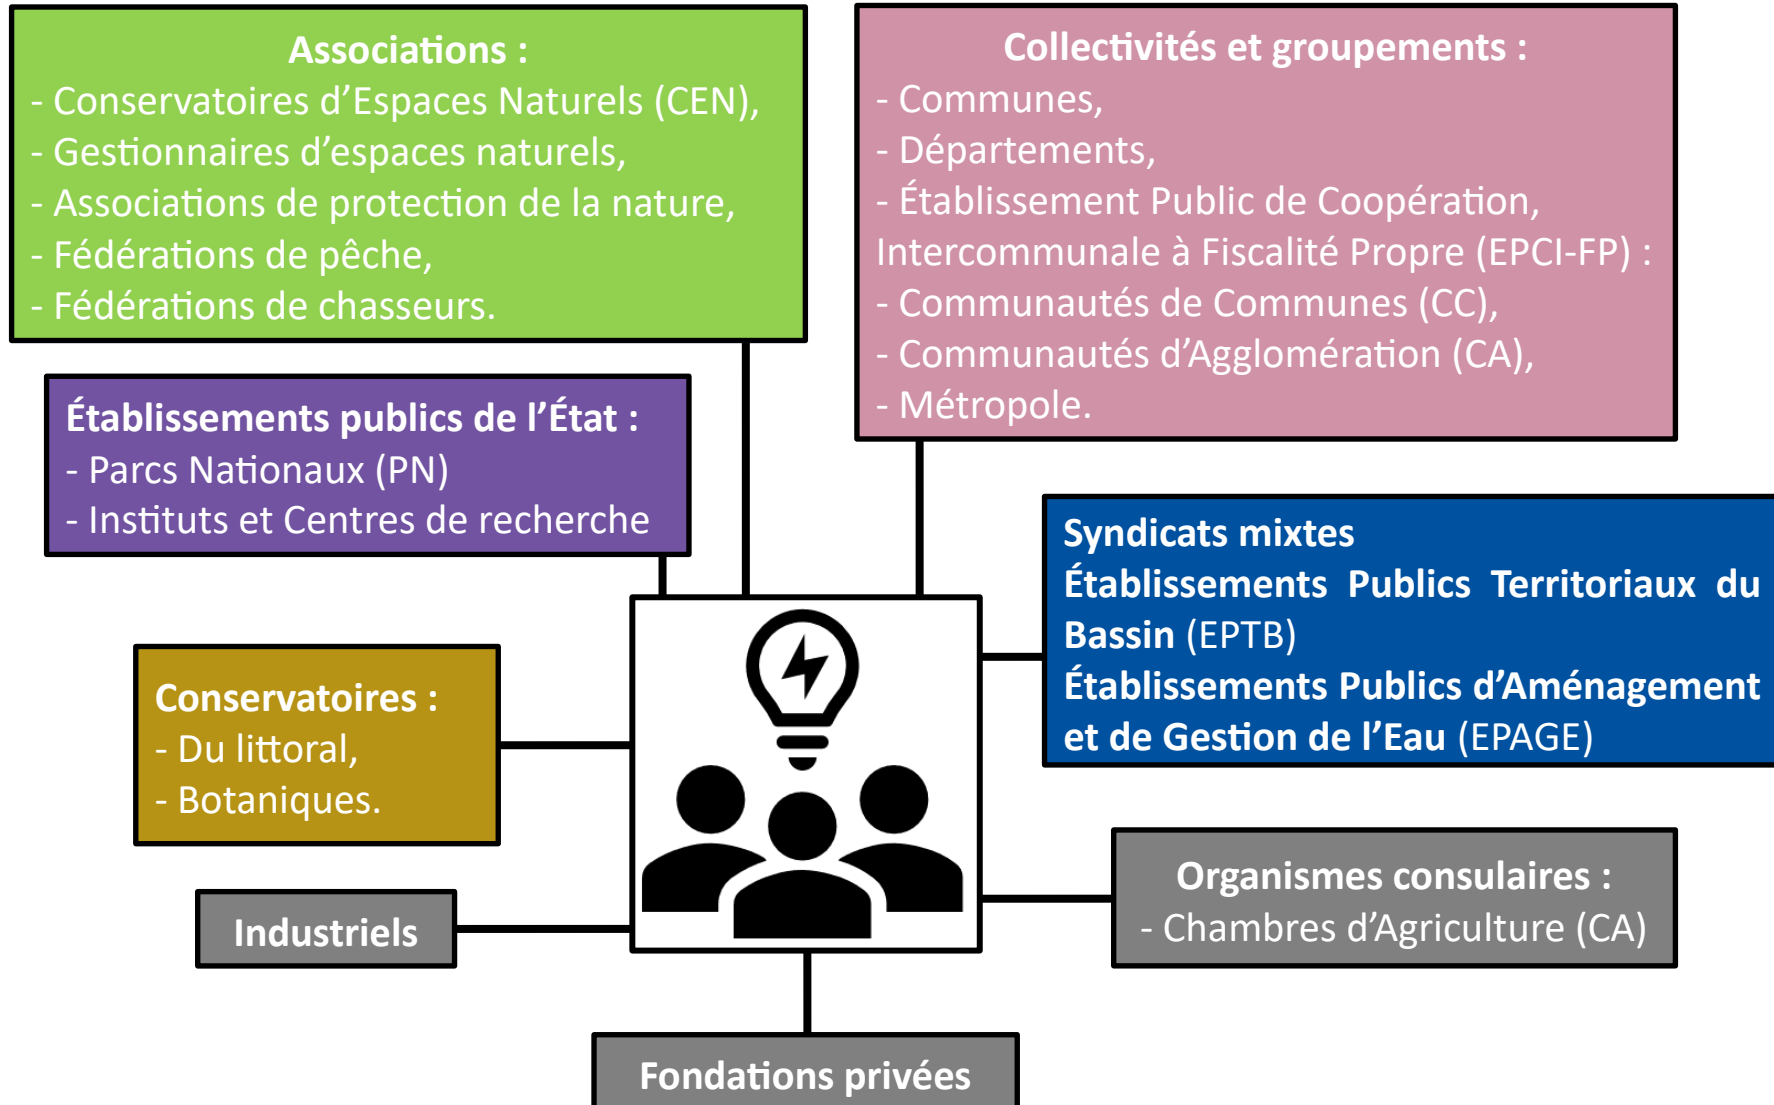 Associations :
- Conservatoires d’Espaces Naturels (CEN),
- Gestionnaires d’espaces naturels,
- Associations de protection de la nature,
- Fédérations de pêche,
- Fédérations de chasseurs.
Collectivités et groupements :
- Communes,
- Départements,
- Établissement Public de Coopération,
Intercommunale à Fiscalité Propre (EPCI-FP) :
- Communautés de Communes (CC),
- Communautés d’Agglomération (CA),
- Métropole.
Établissements publics de l’État :
- Parcs Nationaux (PN)
- Instituts et Centres de recherche
Syndicats mixtes
Établissements Publics Territoriaux du
Bassin (EPTB)
Établissements Publics d’Aménagement
et de Gestion de l’Eau (EPAGE)
Conservatoires :
- Du littoral,
- Botaniques.
Organismes consulaires :
- Chambres d’Agriculture (CA)
Industriels
Fondations privées